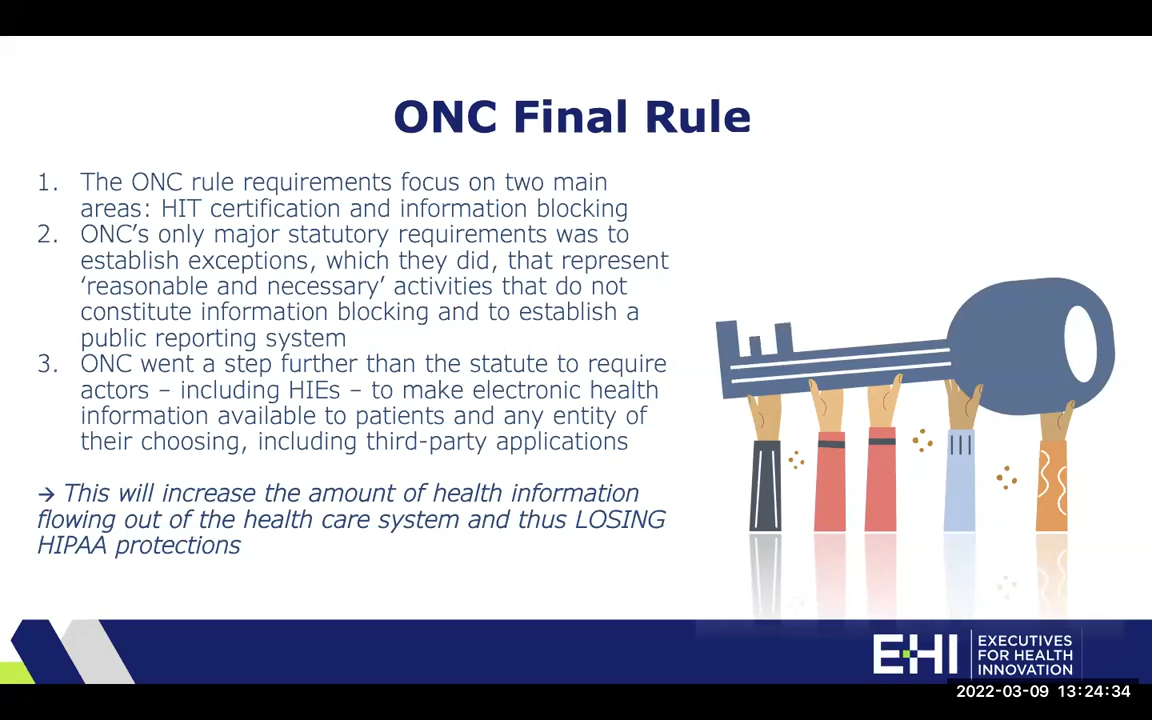 ONC Final Rule
1. The ONC rule requirements focus on two main
areas: HIT certification and information blocking
2. ONC’s only major statutory requirements was to
establish exceptions, which they did, that represent
‘reasonable and necessary’ activities that do not
constitute information blocking and to establish a
public reporting system
3. ONC went a step further than the statute to require
actors – including HIEs – to make electronic health
information available to patients and any entity of
their choosing, including third-party applications
→ This will increase the amount of health information
flowing out of the health care system and thus LOSING
HIPAA protections
EHI
EXECUTIVES
FOR HEALTH
INNOVATION
2022-03-09 13:24:34